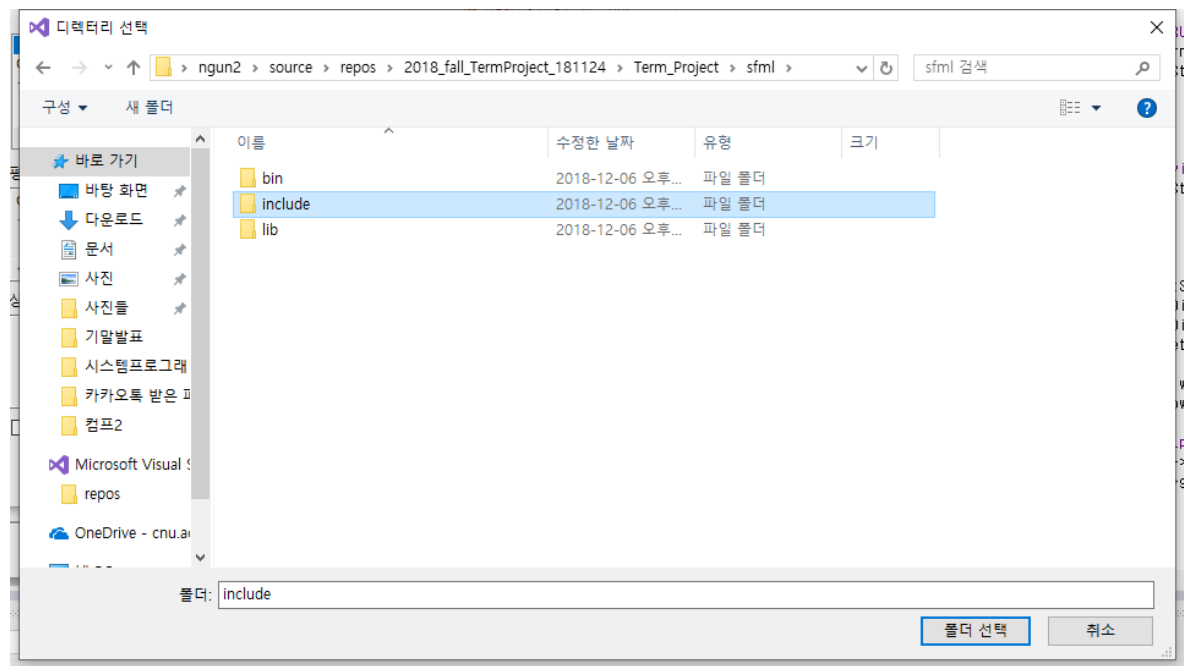 디렉터리 선택
ngun2 > source > repos > 2018_fall_TermProject_181124 > Term_Project > sfml >
sfml 검색
구성
새 폴더
이름
수정한 날짜
유형
크기
바로 가기
바탕 화면
다운로드
문서
사진
사진들
기말발표
시스템프로그래
카카오톡 받은
컴프2
Microsoft Visual
repos
OneDrive - cnu.a
bin
2018-12-06 오후...
파일 폴더
include
2018-12-06 오후...
파일 폴더
lib
2018-12-06 오후...
파일 폴더
폴더:
include
폴더 선택
취소